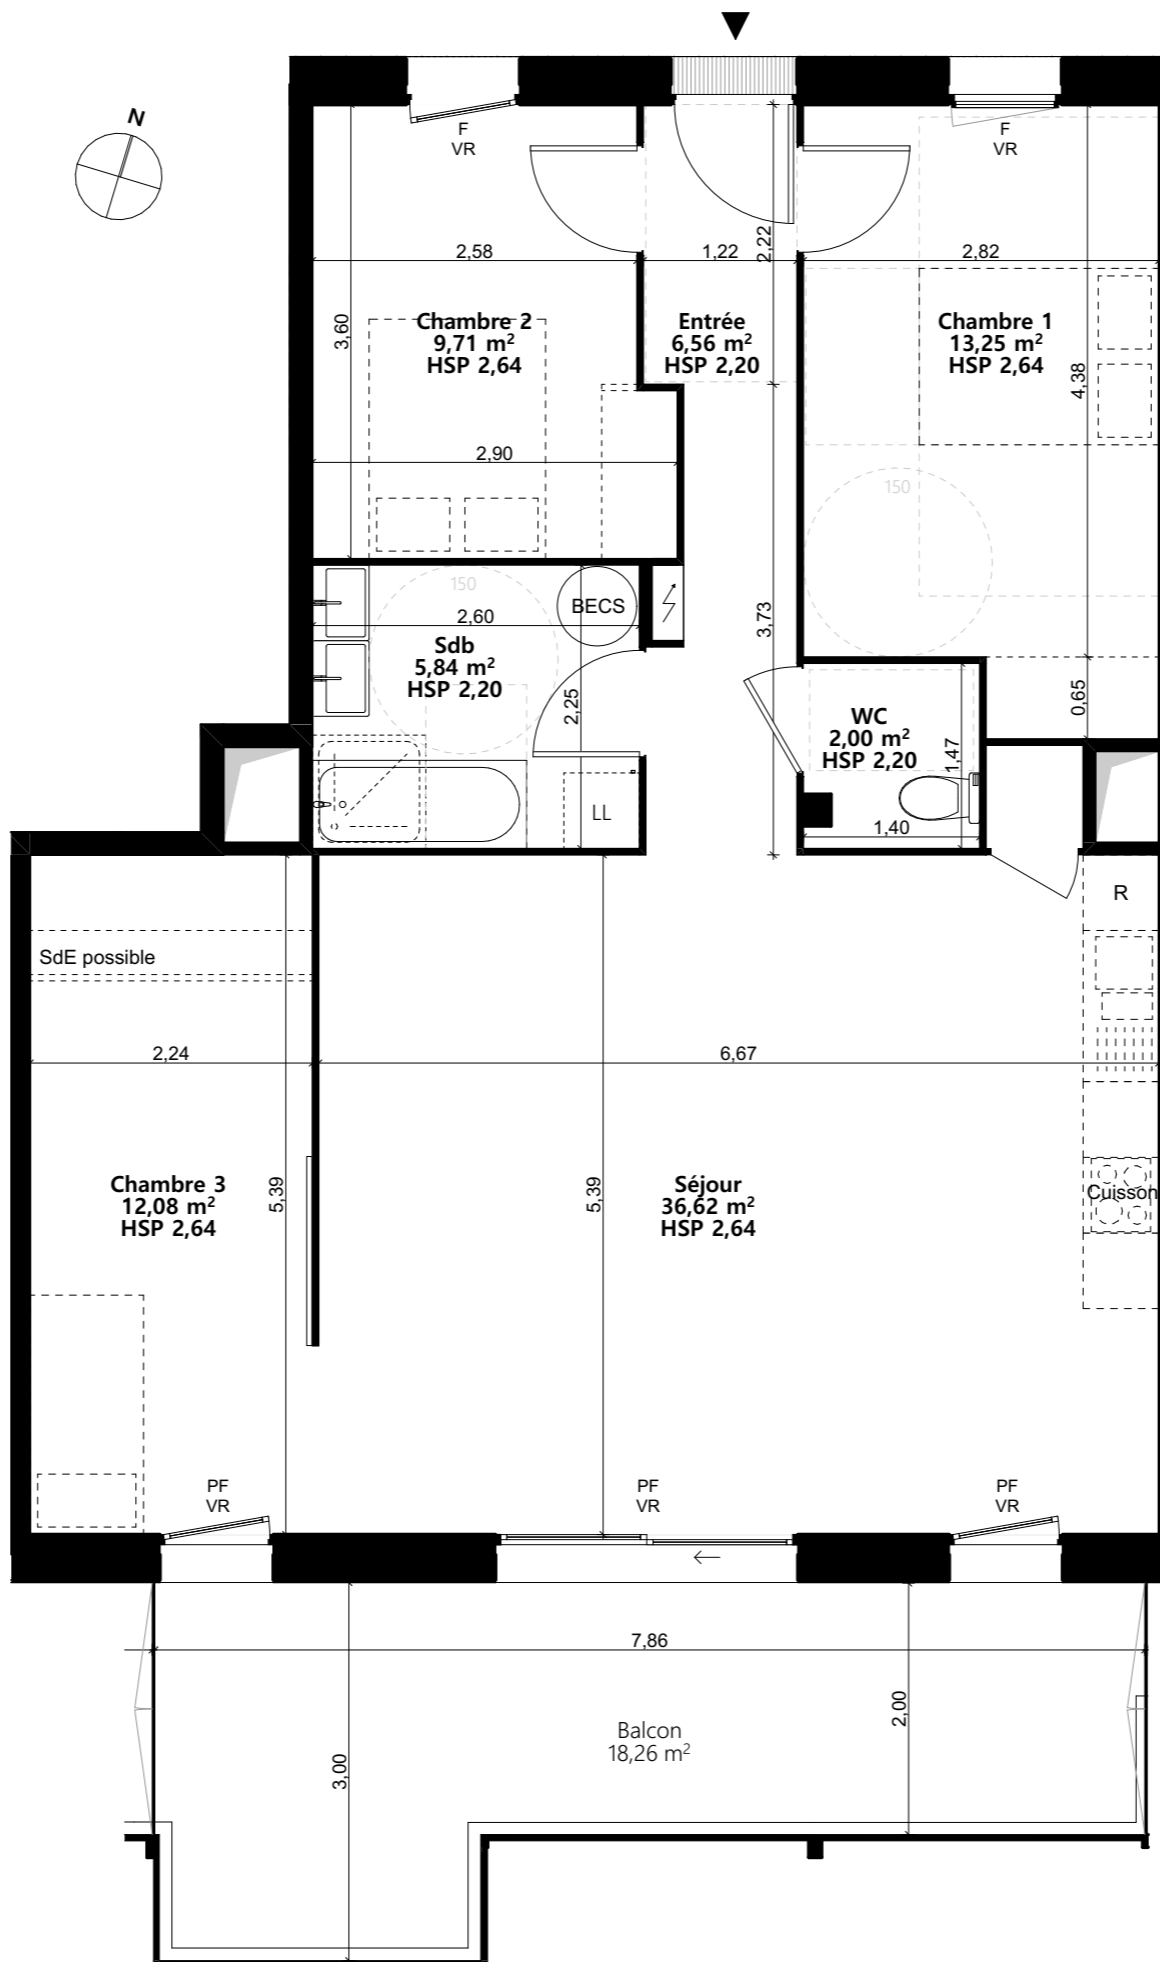 N
F
VR
F
VR
2,58
1,22
2,22
2,82
Chambre 2
9,71 m²
HSP 2,64
3,60
Entrée
6,56 m²
HSP 2,20
Chambre 1
13,25 m²
HSP 2,64
4,38
2,90
150
150
BECS
2,60
3,73
Sdb
5,84 m²
HSP 2,20
2,25
0,65
WC
2,00 m²
HSP 2,20
1,47
LL
1,40
R
SdE possible
2,24
6,67
Chambre 3
12,08 m²
HSP 2,64
5,39
5,39
Séjour
36,62 m²
HSP 2,64
Cuisson
PF
VR
PF
VR
PF
VR
7,86
2,00
Balcon
18,26 m²
3,00